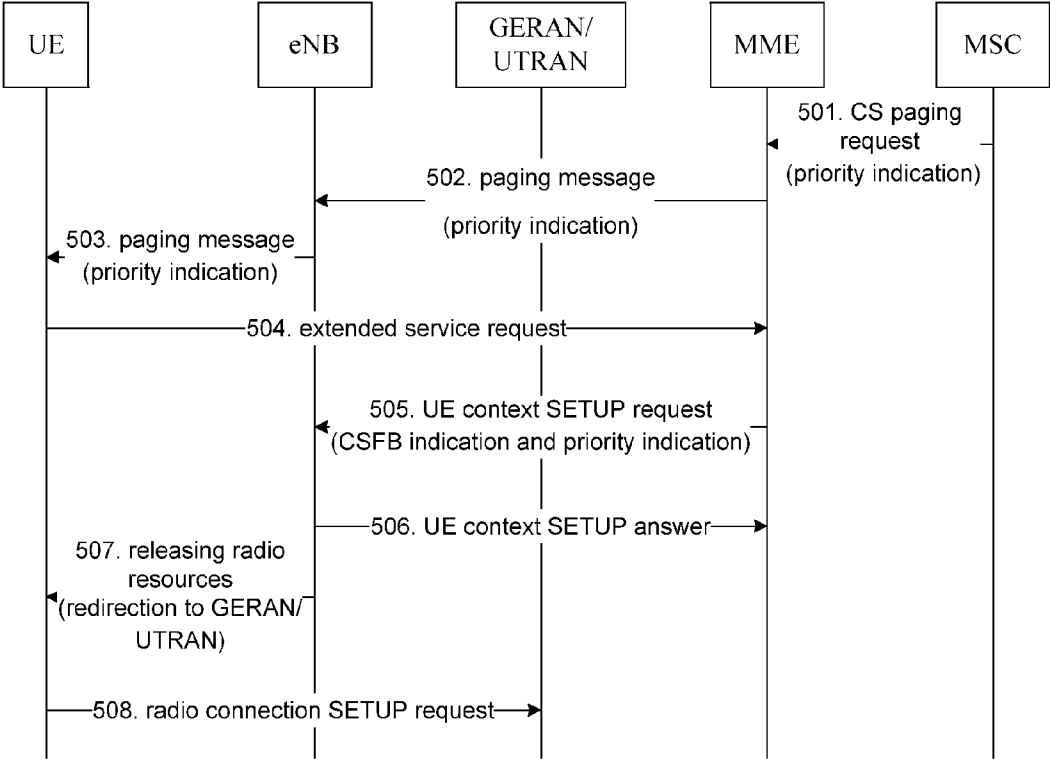 UE
eNB
GERAN/
UTRAN
MME
MSC
501. CS paging
request
(priority indication)
502. paging message
(priority indication)
503. paging message
(priority indication)
504. extended service request
505. UE context SETUP request
(CSFB indication and priority indication)
506. UE context SETUP answer
507. releasing radio
resources
(redirection to GERAN/
UTRAN)
508. radio connection SETUP request